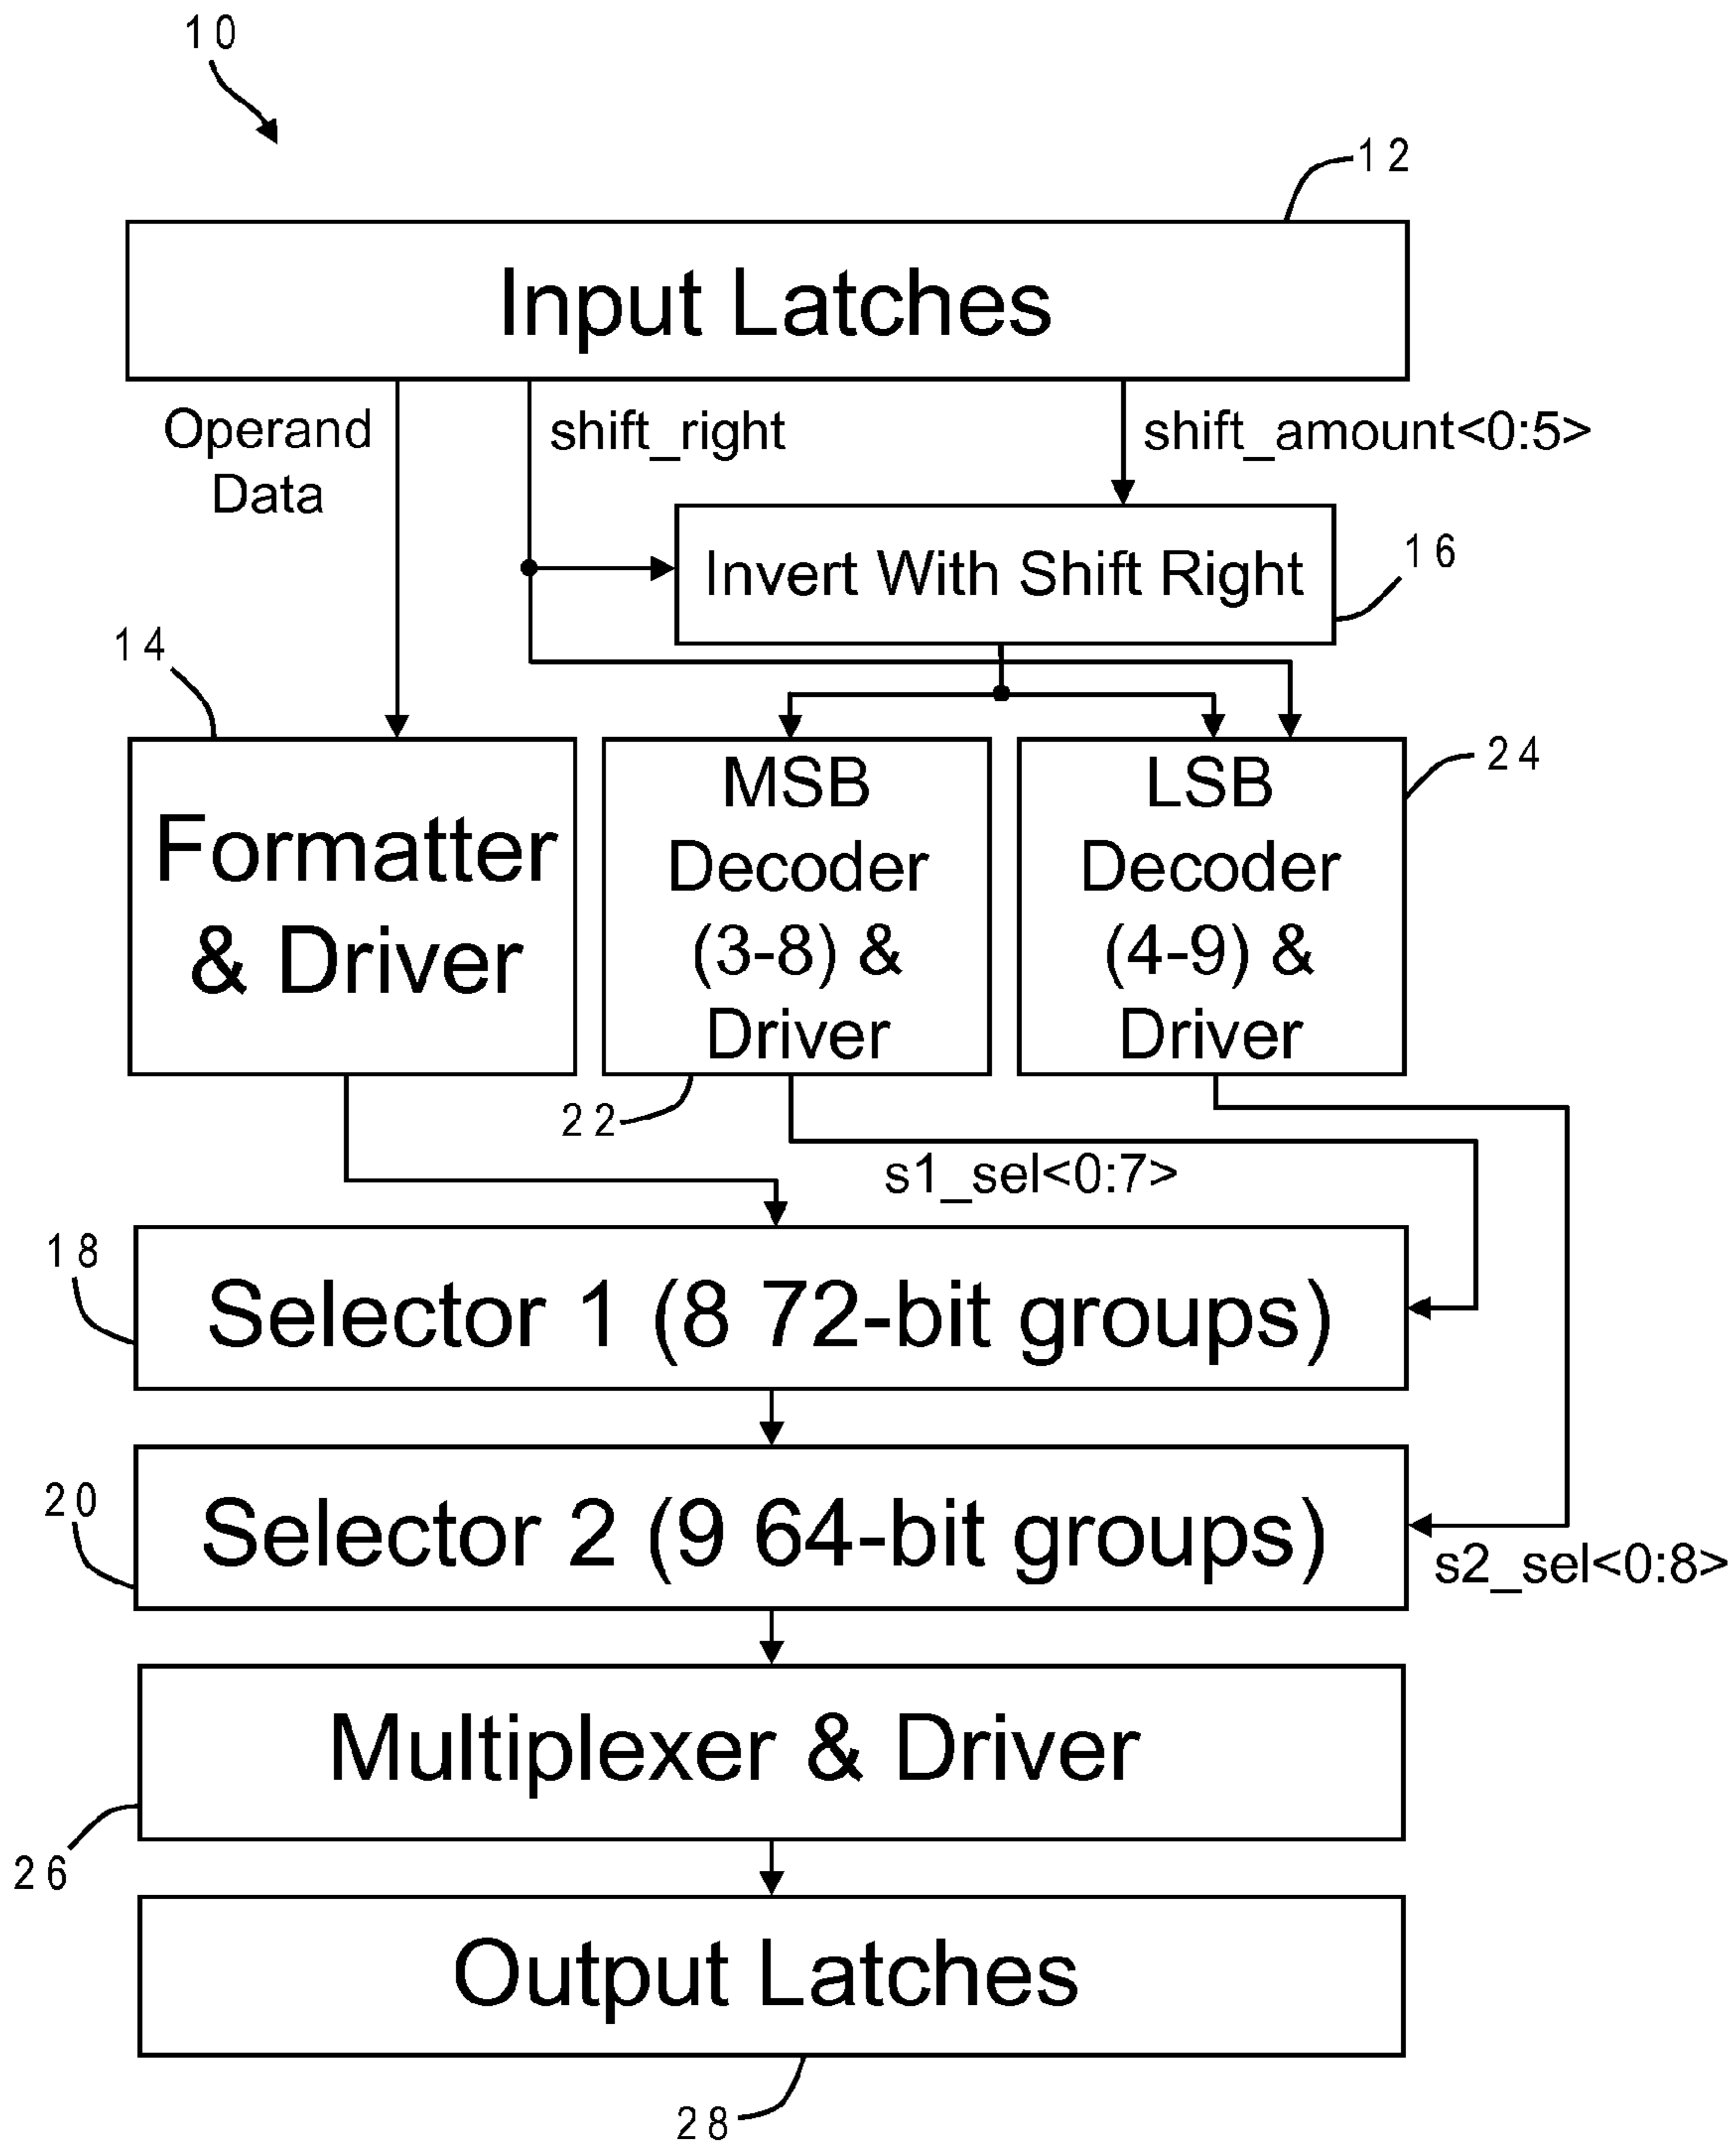 10
12
Input Latches
Operand
Data
shift_right
shift_amount<0:5>
Invert With Shift Right
16
14
Formatter
& Driver
MSB
Decoder
(3-8) &
Driver
LSB
Decoder
(4-9) &
Driver
24
22
s1_sel<0:7>
18
Selector 1 (8 72-bit groups)
20
Selector 2 (9 64-bit groups)
s2_sel<0:8>
Multiplexer & Driver
26
Output Latches
28